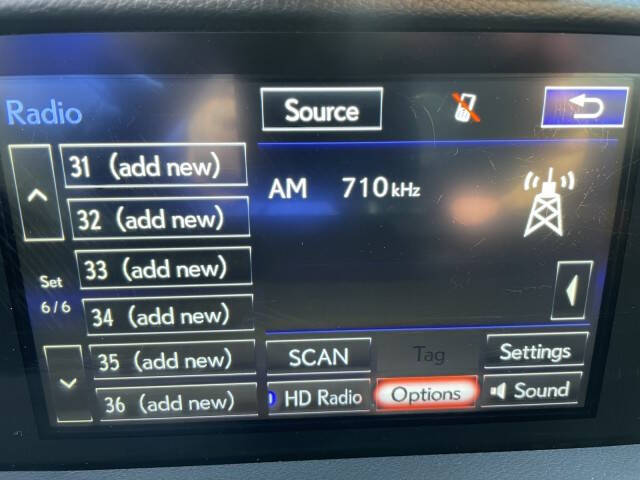 Radio
Source
31 (add new)
32 (add new)
33 (add new)
34 (add new)
35 (add new)
36 (add new)
Set
6/6
AM 710 kHz
SCAN
Tag
Settings
HD Radio
Options
Sound